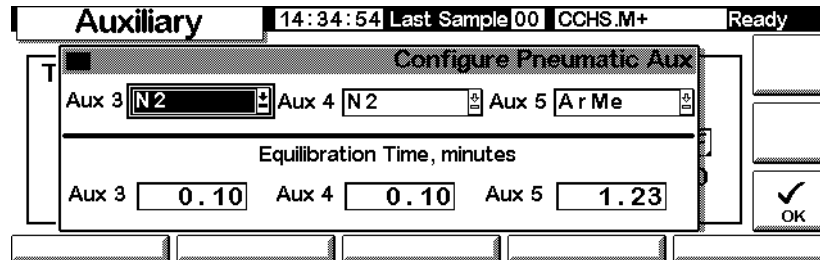 Auxiliary 14:34:54 Last Sample 00 CCHS.M+ Ready
T Configure Pneumatic Aux
Aux 3 N2 Aux 4 N2 Aux 5 ArMe
Equilibration Time, minutes
Aux 3 0.10 Aux 4 0.10 Aux 5 1.23
OK